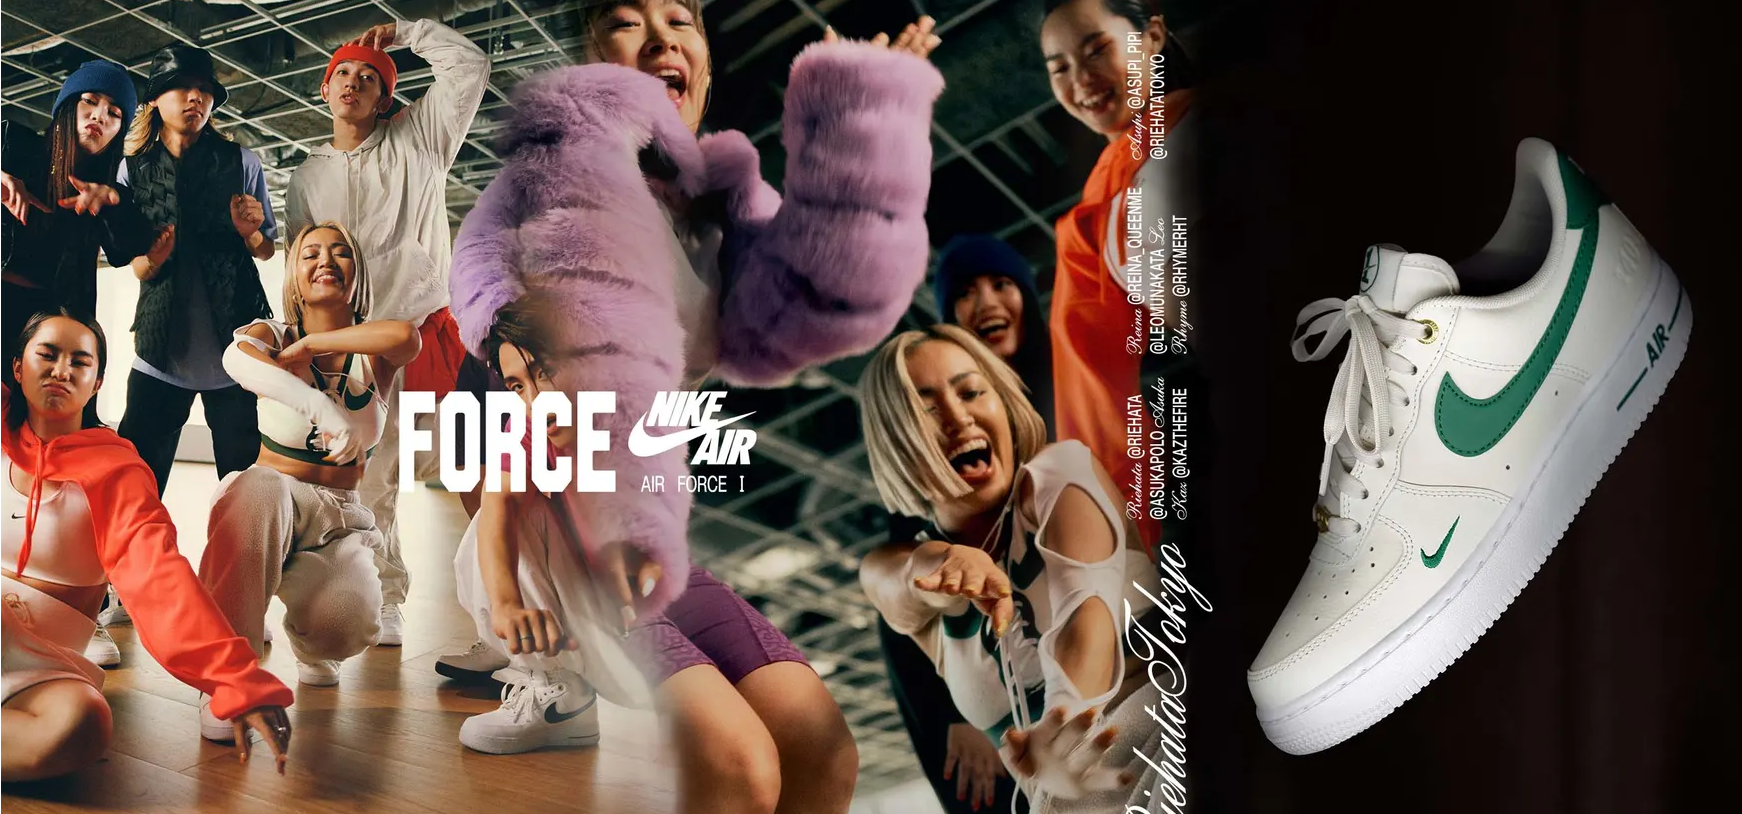 FORCE
NIKE
AIR
AIR FORCE 1
Riehata @RIEHATA
@ASUKAPOLO Asuka
Kaz @KAZTHEFIRE
Reina @REINA_QUEENME
@LEOMUNAKATA Leo
Rhyme @RHYMERHT
Asupi @ASUPI_PIPI
@RIEHATATOKYO
RiehataTokyo
AIR